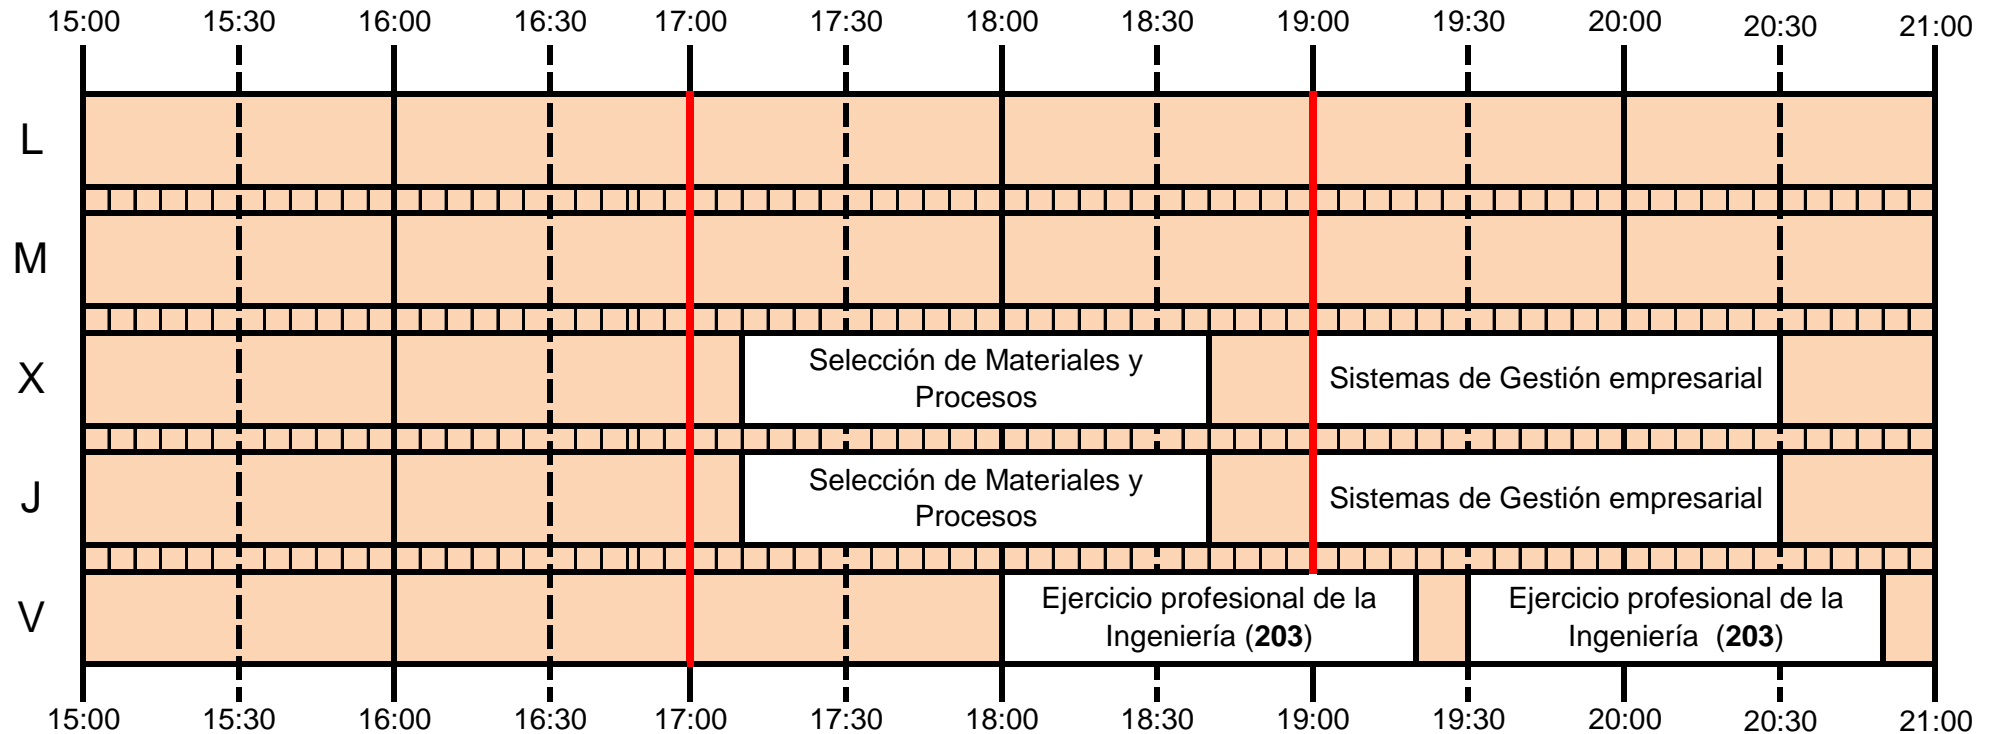 15:00 15:30 16:00 16:30 17:00 17:30 18:00 18:30 19:00 19:30 20:00 20:30 21:00
L
M
X
Selección de Materiales y
Procesos
Sistemas de Gestión empresarial
J
Selección de Materiales y
Procesos
Sistemas de Gestión empresarial
V
Ejercicio profesional de la
Ingeniería (203)
Ejercicio profesional de la
Ingeniería (203)
15:00 15:30 16:00 16:30 17:00 17:30 18:00 18:30 19:00 19:30 20:00 20:30 21:00